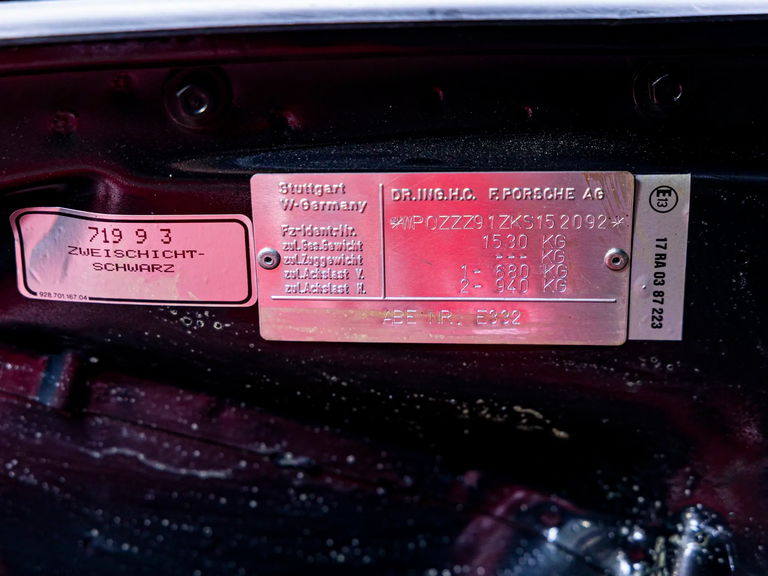 719 9 3
ZWEISCHICHT-
SCHWARZ
928.701.167.04
Stuttgart
W-Germany
DR.ING.H.C. F.PORSCHE AG
Fz-Ident-Nr. *WP0ZZZ91ZKS152092*
zul.Ges.Gewicht 1530 KG
zul.Zuggewicht --- KG
zul.Achslast V. 1- 680 KG
zul.Achslast H. 2- 940 KG
ABE NR. E992
E13
17 RA 03 87 223